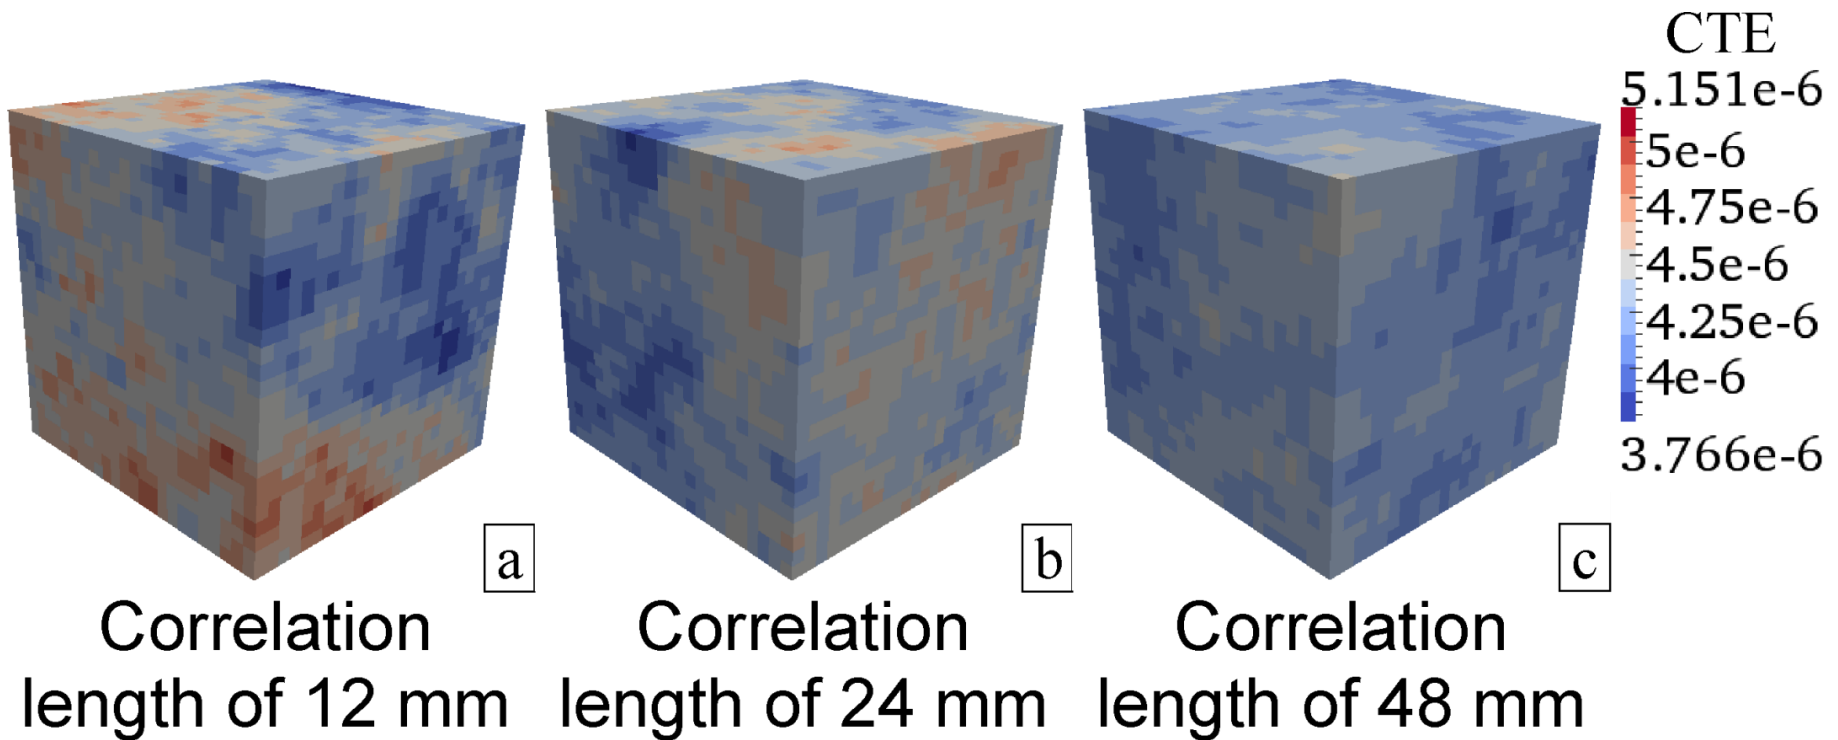 CTE
5.151e-6
5e-6
4.75e-6
4.5e-6
4.25e-6
4e-6
3.766e-6
a
b
c
Correlation
length of 12 mm
Correlation
length of 24 mm
Correlation
length of 48 mm